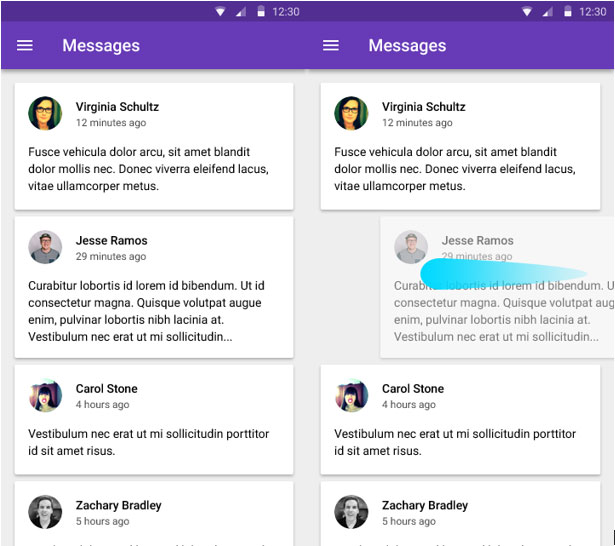 12:30
Messages
Virginia Schultz
12 minutes ago
Fusce vehicula dolor arcu, sit amet blandit
dolor mollis nec. Donec viverra eleifend lacus,
vitae ullamcorper metus.
Jesse Ramos
29 minutes ago
Curabitur lobortis id lorem id bibendum. Ut id
consectetur magna. Quisque volutpat augue
enim, pulvinar lobortis nibh lacinia at.
Vestibulum nec erat ut mi sollicitudin...
Carol Stone
4 hours ago
Vestibulum nec erat ut mi sollicitudin porttitor
id sit amet risus.
Zachary Bradley
5 hours ago
12:30
Messages
Virginia Schultz
12 minutes ago
Fusce vehicula dolor arcu, sit amet blandit
dolor mollis nec. Donec viverra eleifend lacus,
vitae ullamcorper metus.
Jesse Ramos
29 minutes ago
Curabitur lobortis id lorem id bibendum. U
consectetur magna. Quisque volutpat aug
enim, pulvinar lobortis nibh lacinia at.
Vestibulum nec erat ut mi sollicitudin...
Carol Stone
4 hours ago
Vestibulum nec erat ut mi sollicitudin porttitor
id sit amet risus.
Zachary Bradley
5 hours ago